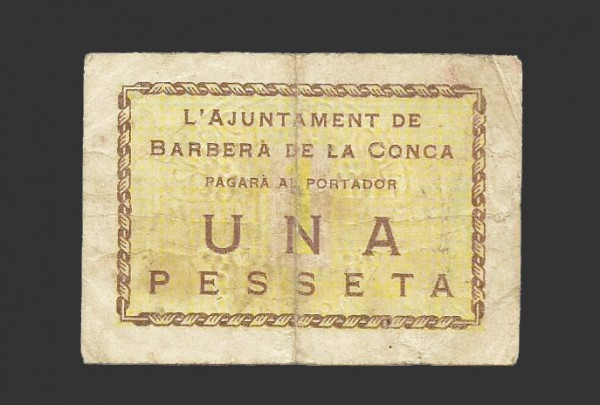 L'AJUNTAMENT DE
BARBERÀ DE LA CONCA
PAGARÀ AL PORTADOR
UNA
PESSETA